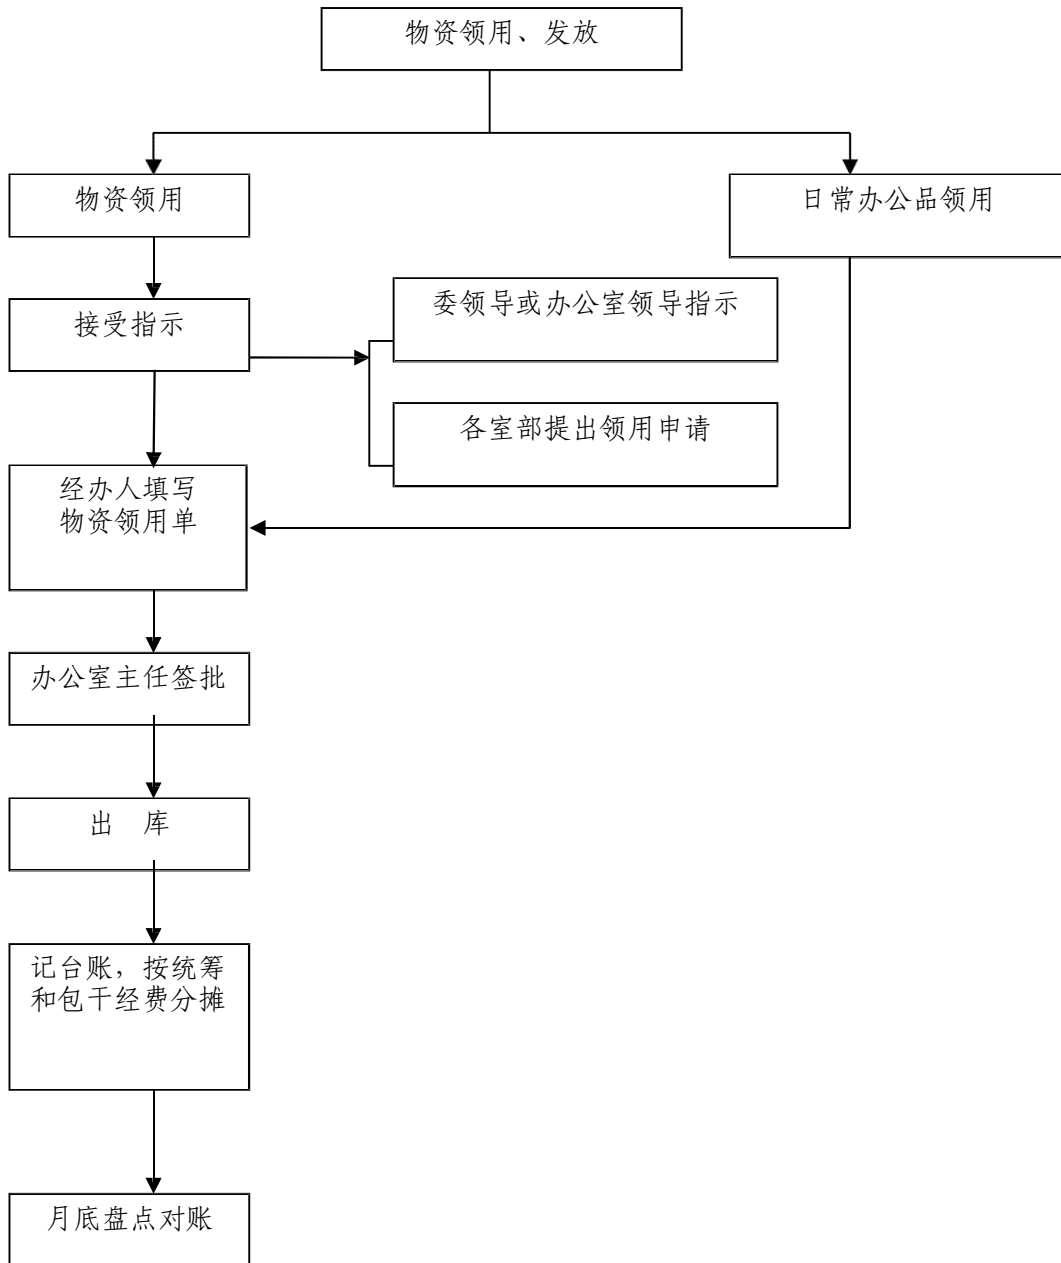 物资领用、发放
物资领用
日常办公品领用
接受指示
委领导或办公室领导指示
各室部提出领用申请
经办人填写
物资领用单
办公室主任签批
出 库
记台账，按统筹
和包干经费分摊
月底盘点对账